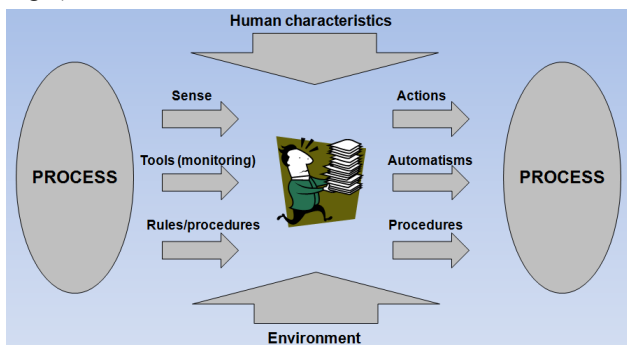 Human characteristics
Sense
Actions
PROCESS
Tools (monitoring)
Automatisms
PROCESS
Rules/procedures
Procedures
Environment